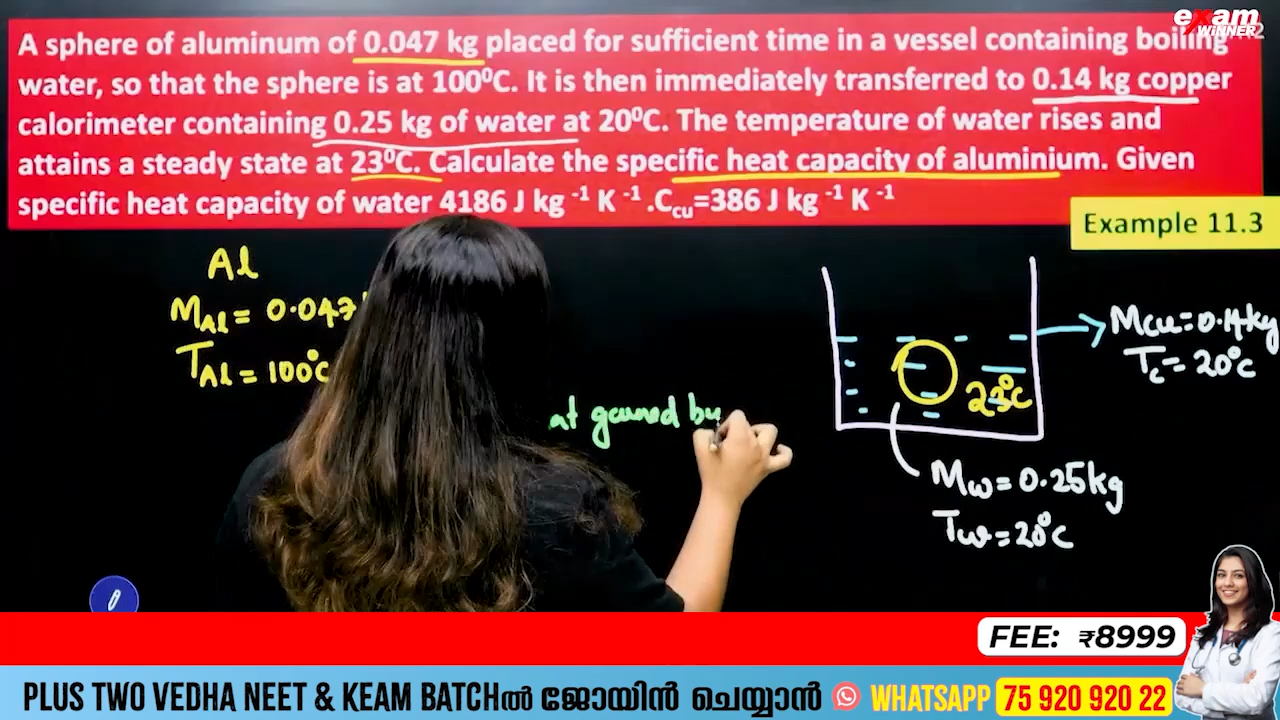 exam
WiNNER
A sphere of aluminum of 0.047 kg placed for sufficient time in a vessel containing boiling
water, so that the sphere is at 100⁰C. It is then immediately transferred to 0.14 kg copper
calorimeter containing 0.25 kg of water at 20⁰C. The temperature of water rises and
attains a steady state at 23⁰C. Calculate the specific heat capacity of aluminium. Given
specific heat capacity of water 4186 J kg ⁻¹ K ⁻¹ .Ccu=386 J kg ⁻¹ K ⁻¹
Example 11.3
Al
MAl = 0.047
TAl = 100°C
at gained by
23°C
MCu = 0.14kg
Tc = 20°C
Mw = 0.25kg
Tw = 20°C
FEE: ₹8999
PLUS TWO VEDHA NEET & KEAM BATCHൽ ജോയിൻ ചെയ്യാൻ WHATSAPP 75 920 920 22